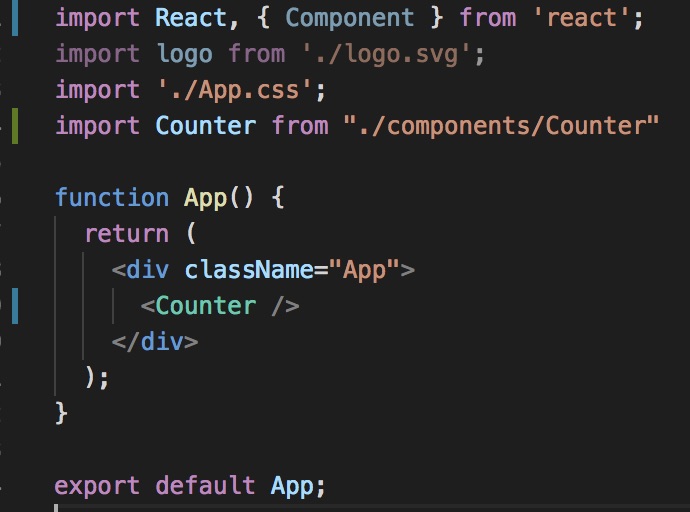 import React, { Component } from 'react';
import logo from './logo.svg';
import './App.css';
import Counter from "./components/Counter"
function App() {
return (
<div className="App">
<Counter />
</div>
);
}
export default App;